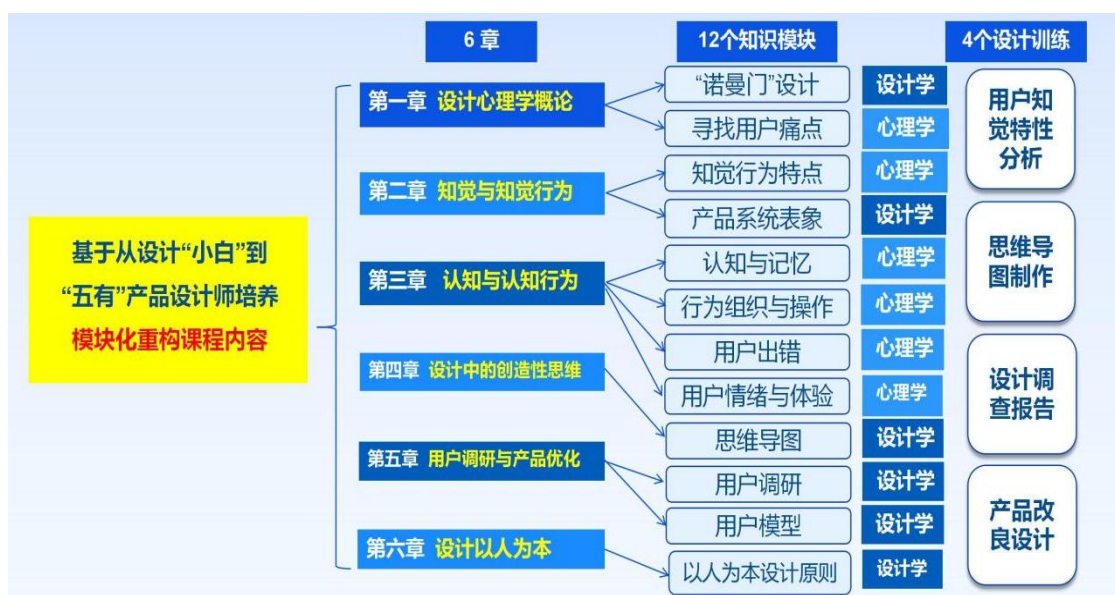 6 章
12个知识模块
4个设计训练
基于从设计“小白”到
“五有”产品设计师培养
模块化重构课程内容
第一章 设计心理学概论
第二章 知觉与知觉行为
第三章 认知与认知行为
第四章 设计中的创造性思维
第五章 用户调研与产品优化
第六章 设计以人为本
“诺曼门”设计
寻找用户痛点
知觉行为特点
产品系统表象
认知与记忆
行为组织与操作
用户出错
用户情绪与体验
思维导图
用户调研
用户模型
以人为本设计原则
设计学
心理学
心理学
设计学
心理学
心理学
心理学
心理学
设计学
设计学
设计学
设计学
用户知
觉特性
分析
思维导
图制作
设计调
查报告
产品改
良设计